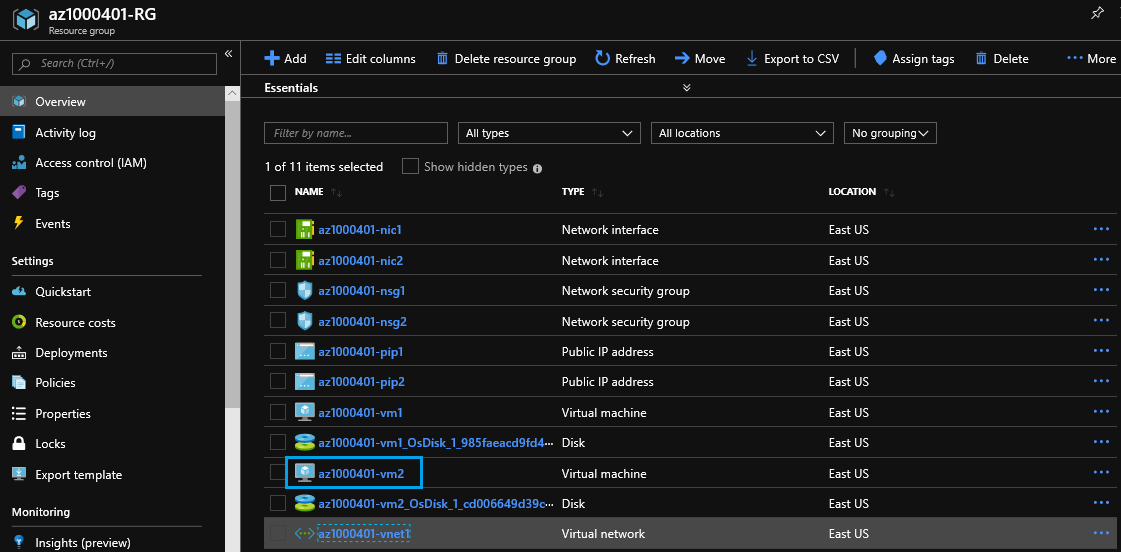 az1000401-RG
Resource group
Search (Ctrl+/)
«
Overview
Activity log
Access control (IAM)
Tags
Events
Settings
Quickstart
Resource costs
Deployments
Policies
Properties
Locks
Export template
Monitoring
Insights (preview)
Add Edit columns Delete resource group Refresh Move Export to CSV Assign tags Delete ··· More
Essentials
Filter by name... All types All locations No grouping
1 of 11 items selected Show hidden types
NAME TYPE LOCATION
az1000401-nic1 Network interface East US ···
az1000401-nic2 Network interface East US ···
az1000401-nsg1 Network security group East US ···
az1000401-nsg2 Network security group East US ···
az1000401-pip1 Public IP address East US ···
az1000401-pip2 Public IP address East US ···
az1000401-vm1 Virtual machine East US ···
az1000401-vm1_OsDisk_1_985faeacd9fd4··· Disk East US ···
az1000401-vm2 Virtual machine East US ···
az1000401-vm2_OsDisk_1_cd006649d39c··· Disk East US ···
az1000401-vnet1 Virtual network East US ···